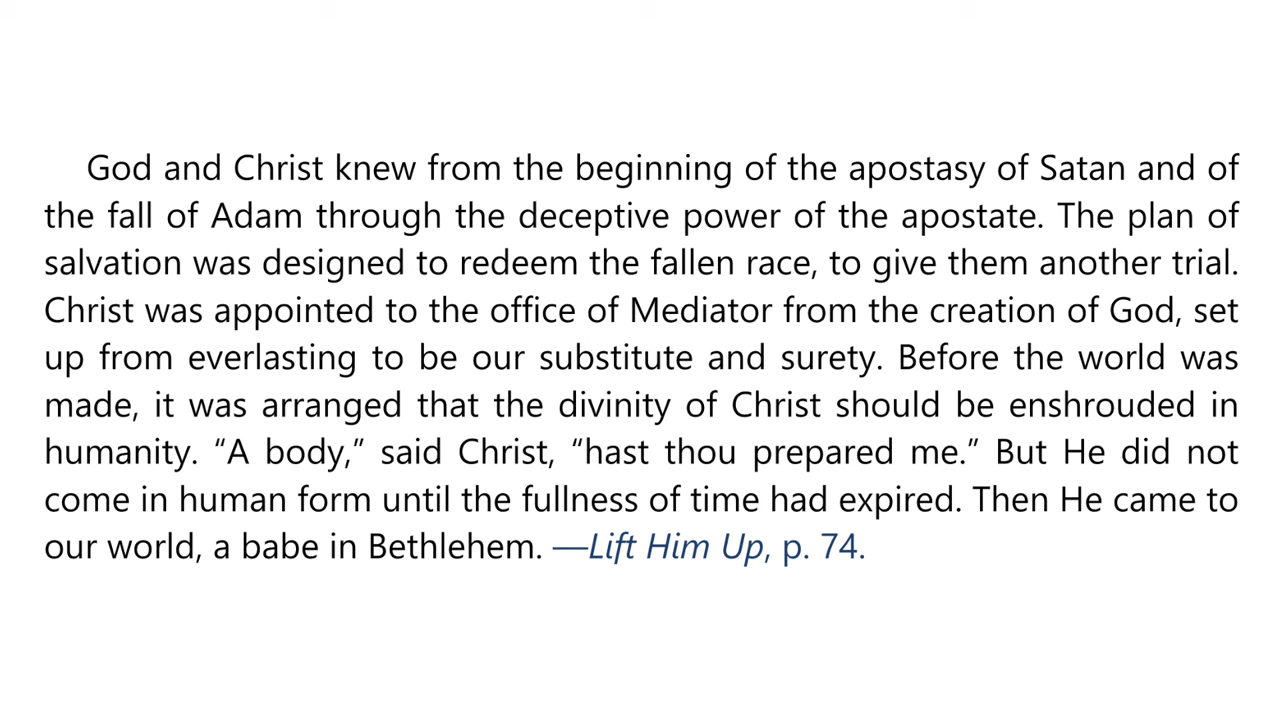 God and Christ knew from the beginning of the apostasy of Satan and of
the fall of Adam through the deceptive power of the apostate. The plan of
salvation was designed to redeem the fallen race, to give them another trial.
Christ was appointed to the office of Mediator from the creation of God, set
up from everlasting to be our substitute and surety. Before the world was
made, it was arranged that the divinity of Christ should be enshrouded in
humanity. “A body,” said Christ, “hast thou prepared me.” But He did not
come in human form until the fullness of time had expired. Then He came to
our world, a babe in Bethlehem. —Lift Him Up, p. 74.